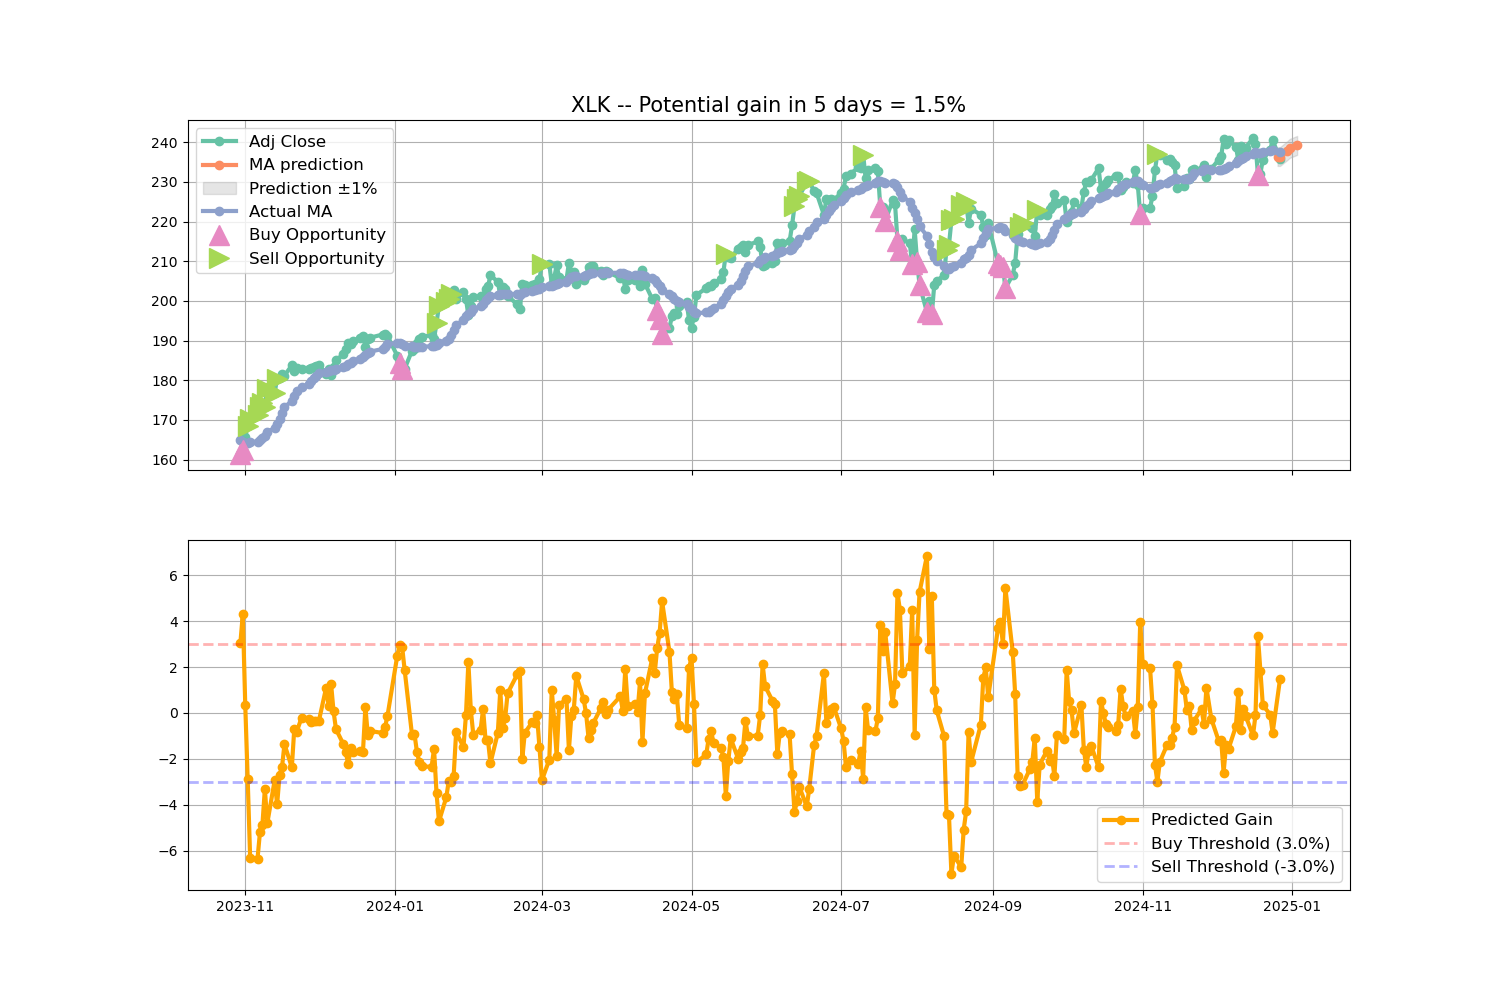 XLK -- Potential gain in 5 days = 1.5%
240
230
220
210
200
190
180
170
160
Adj Close
MA prediction
Prediction ±1%
Actual MA
Buy Opportunity
Sell Opportunity
6
4
2
0
−2
−4
−6
Predicted Gain
Buy Threshold (3.0%)
Sell Threshold (-3.0%)
2023-11 2024-01 2024-03 2024-05 2024-07 2024-09 2024-11 2025-01